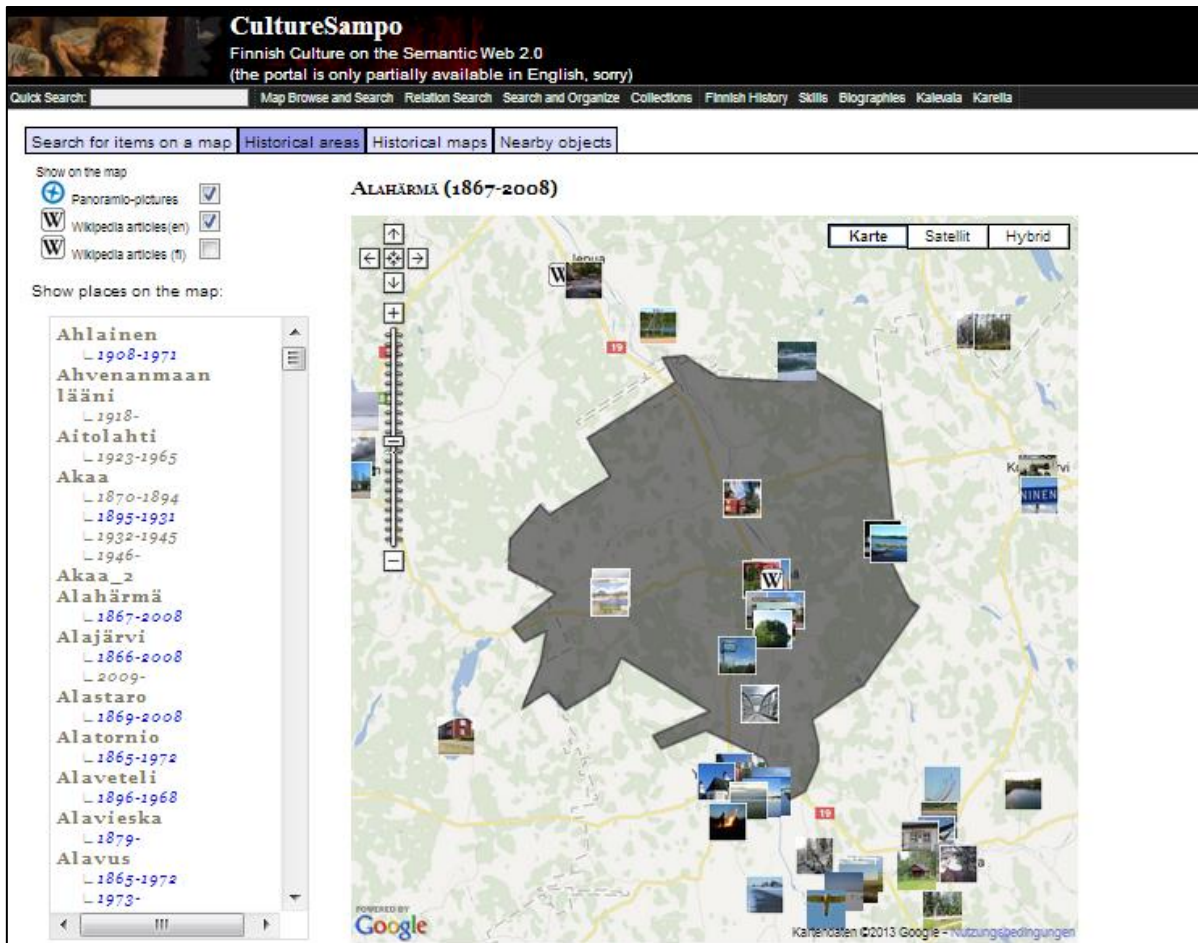 CultureSampo
Finnish Culture on the Semantic Web 2.0
(the portal is only partially available in English, sorry)
Quick Search:
Map Browse and Search Relation Search Search and Organize Collections Finnish History Skills Biographies Kalevala Karelia
Search for items on a map Historical areas Historical maps Nearby objects
Show on the map
Panoramio-pictures
W Wikipedia articles(en)
W Wikipedia articles (fi)
Show places on the map:
Ahlainen
1908-1971
Ahvenanmaan
lääni
1918-
Aitolahti
1923-1965
Akaa
1870-1894
1895-1931
1932-1945
1946-
Akaa_2
Alahärmä
1867-2008
Alajärvi
1866-2008
2009-
Alastaro
1869-2008
Alatornio
1865-1972
Alaveteli
1896-1968
Alavieska
1879-
Alavus
1865-1972
1973-
Alahärmä (1867-2008)
Karte Satellit Hybrid
W
19
NINEN
W
19
POWERED BY
Google
Kartendaten ©2013 Google - Nutzungsbedingungen